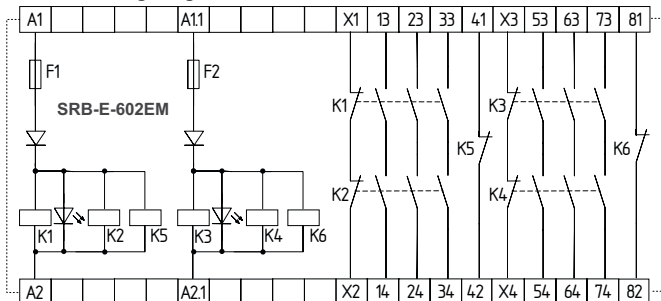 A1 A1.1 X1 13 23 33 41 X3 53 63 73 81
F1 F2
SRB-E-602EM
K1 K3
K5 K6
K2 K4
K1 K2 K5 K3 K4 K6
A2 A2.1 X2 14 24 34 42 X4 54 64 74 82